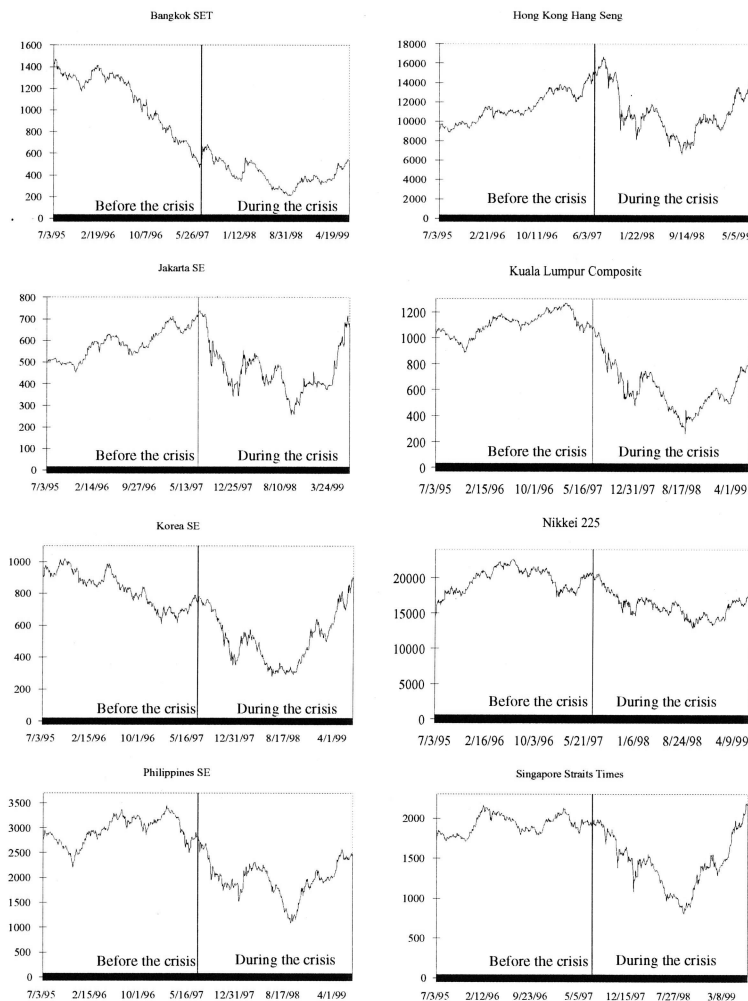 Bangkok SET
1600
1400
1200
1000
800
600
400
200
0
Before the crisis
During the crisis
7/3/95 2/19/96 10/7/96 5/26/97 1/12/98 8/31/98 4/19/99
Hong Kong Hang Seng
18000
16000
14000
12000
10000
8000
6000
4000
2000
0
Before the crisis
During the crisis
7/3/95 2/21/96 10/11/96 6/3/97 1/22/98 9/14/98 5/5/99
Jakarta SE
800
700
600
500
400
300
200
100
0
Before the crisis
During the crisis
7/3/95 2/14/96 9/27/96 5/13/97 12/25/97 8/10/98 3/24/99
Kuala Lumpur Composite
1200
1000
800
600
400
200
0
Before the crisis
During the crisis
7/3/95 2/15/96 10/1/96 5/16/97 12/31/97 8/17/98 4/1/99
Korea SE
1000
800
600
400
200
0
Before the crisis
During the crisis
7/3/95 2/15/96 10/1/96 5/16/97 12/31/97 8/17/98 4/1/99
Nikkei 225
20000
15000
10000
5000
0
Before the crisis
During the crisis
7/3/95 2/16/96 10/3/96 5/21/97 1/6/98 8/24/98 4/9/99
Philippines SE
3500
3000
2500
2000
1500
1000
500
0
Before the crisis
During the crisis
7/3/95 2/15/96 10/1/96 5/16/97 12/31/97 8/17/98 4/1/99
Singapore Straits Times
2000
1500
1000
500
0
Before the crisis
During the crisis
7/3/95 2/12/96 9/23/96 5/5/97 12/15/97 7/27/98 3/8/99